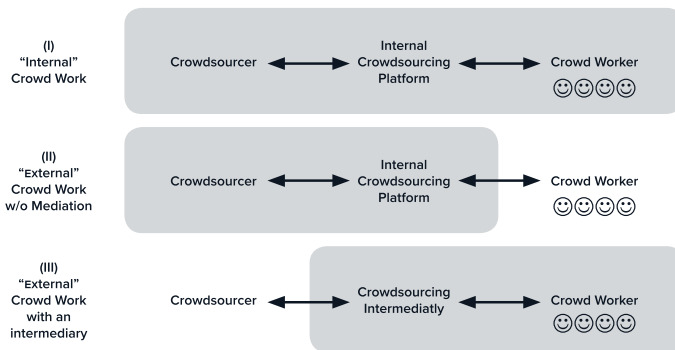 (I)
“Internal”
Crowd Work
Crowdsourcer
Internal
Crowdsourcing
Platform
Crowd Worker
(II)
“External”
Crowd Work
w/o Mediation
Crowdsourcer
Internal
Crowdsourcing
Platform
Crowd Worker
(III)
“External”
Crowd Work
with an
intermediary
Crowdsourcer
Crowdsourcing
Intermediatly
Crowd Worker